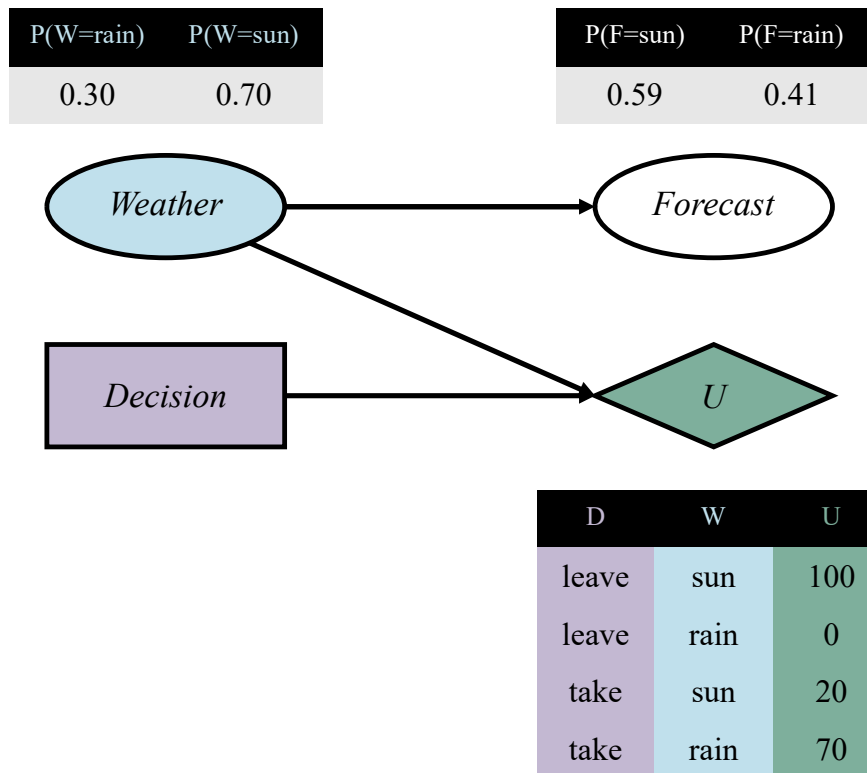 P(W=rain) P(W=sun) P(F=sun) P(F=rain)
0.30 0.70 0.59 0.41
Weather Forecast
Decision U
D W U
leave sun 100
leave rain 0
take sun 20
take rain 70